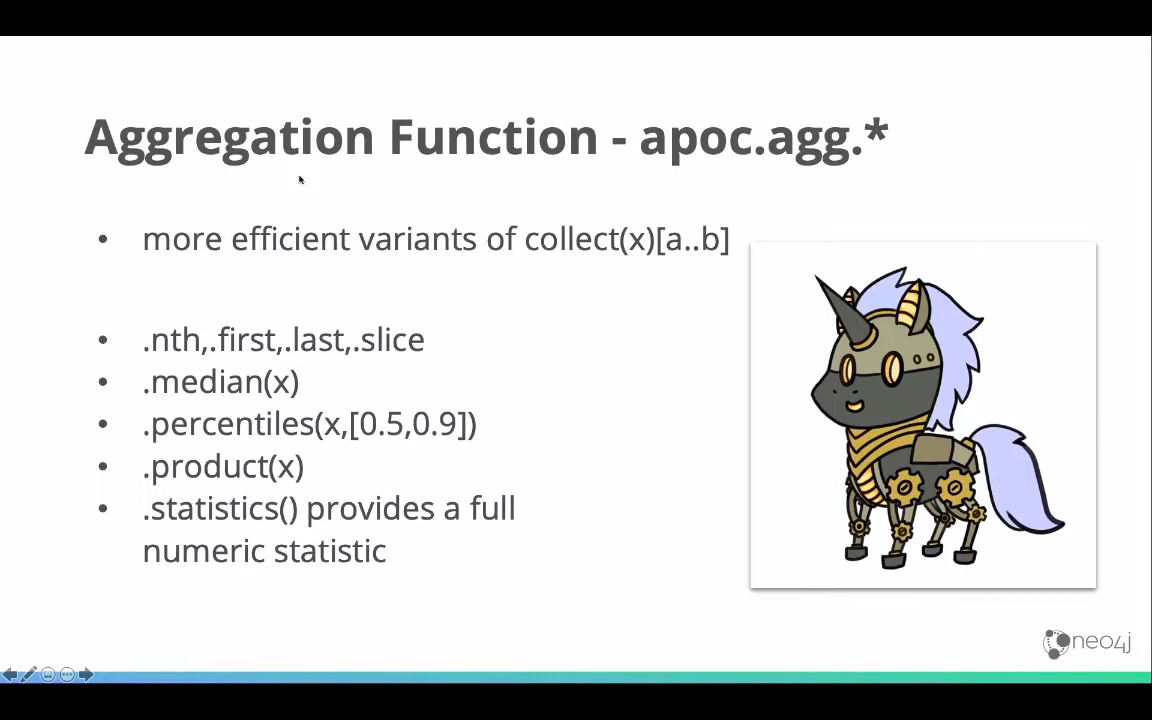 Aggregation Function - apoc.agg.*
• more efficient variants of collect(x)[a..b]
• .nth,.first,.last,.slice
• .median(x)
• .percentiles(x,[0.5,0.9])
• .product(x)
• .statistics() provides a full
numeric statistic
neo4j